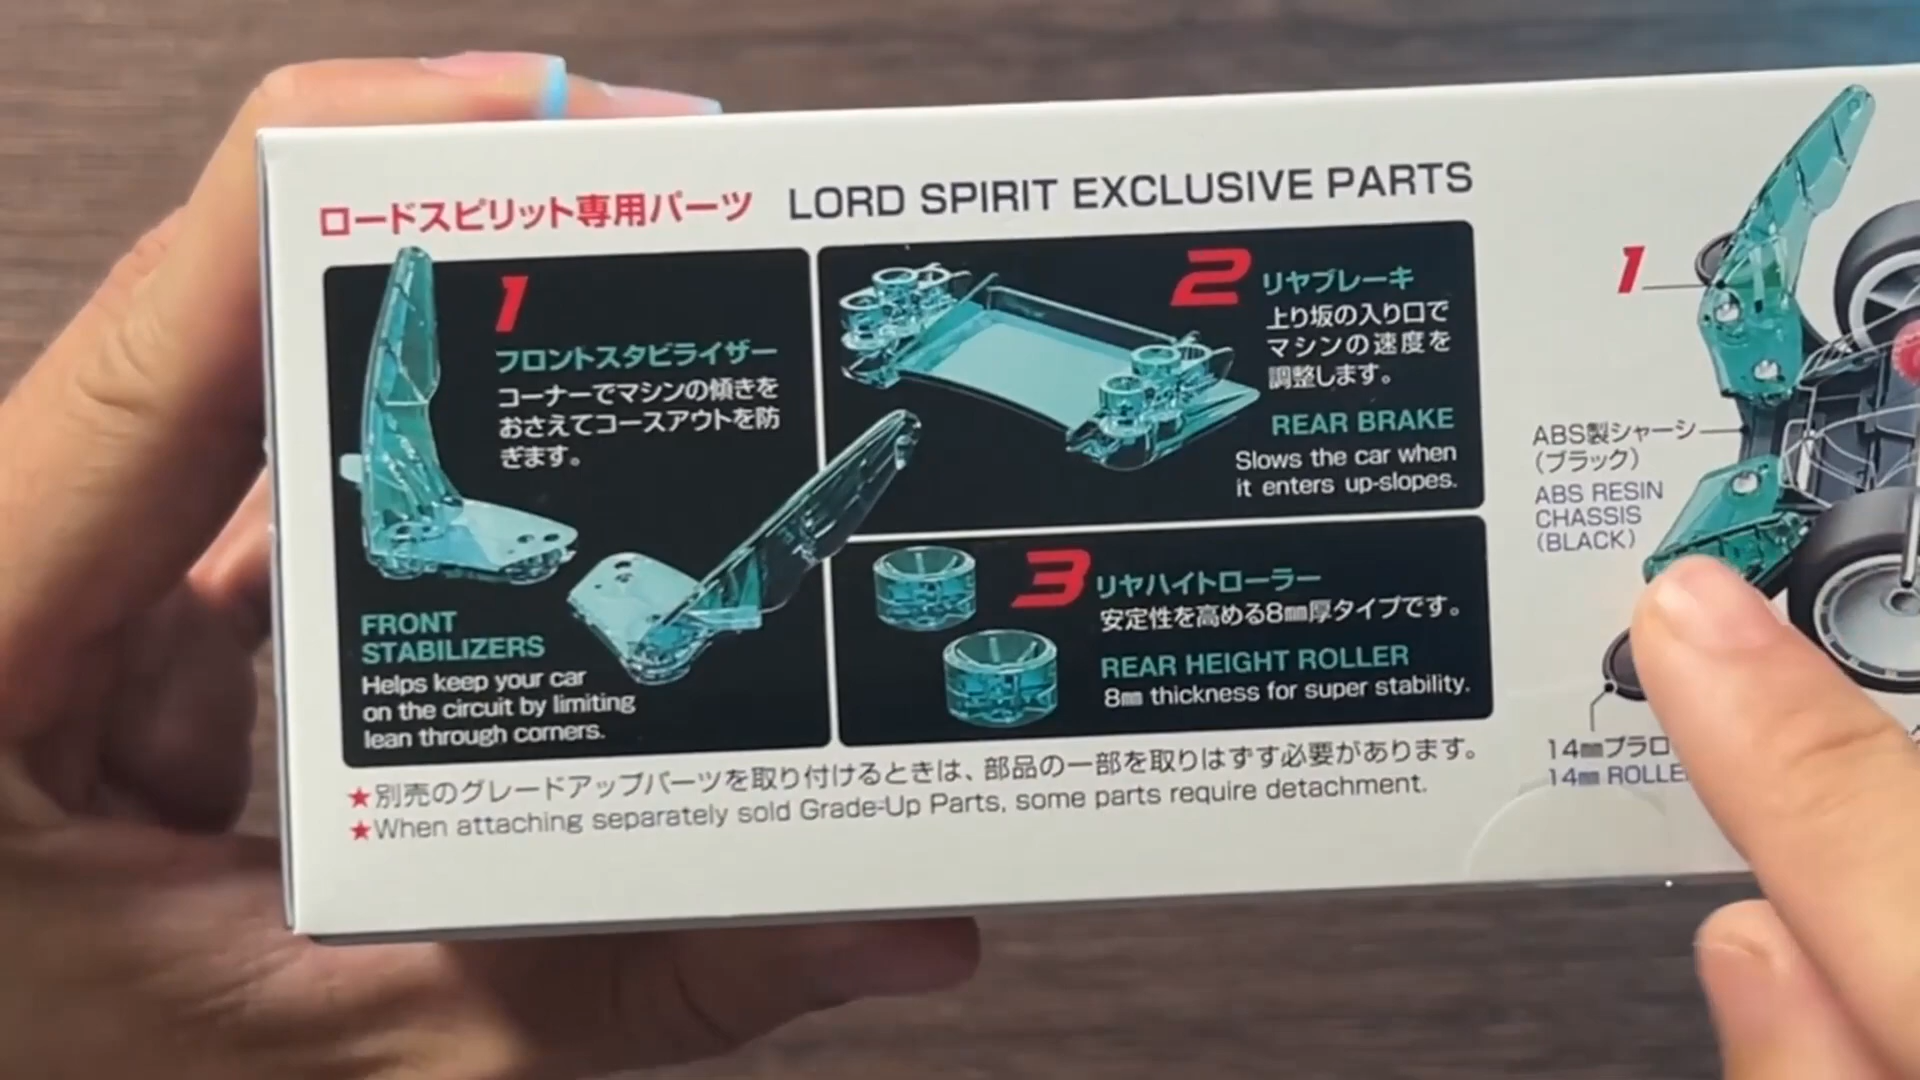 ロードスピリット専用パーツ LORD SPIRIT EXCLUSIVE PARTS
1
フロントスタビライザー
コーナーでマシンの傾きを
おさえてコースアウトを防
ぎます。
FRONT
STABILIZERS
Helps keep your car
on the circuit by limiting
lean through corners.
2
リヤブレーキ
上り坂の入り口で
マシンの速度を
調整します。
REAR BRAKE
Slows the car when
it enters up-slopes.
3
リヤハイトローラー
安定性を高める8㎜厚タイプです。
REAR HEIGHT ROLLER
8㎜ thickness for super stability.
★別売のグレードアップパーツを取り付けるときは、部品の一部を取りはずす必要があります。
★When attaching separately sold Grade-Up Parts, some parts require detachment.
1
ABS製シャーシ
（ブラック）
ABS RESIN
CHASSIS
(BLACK)
14㎜プラロ
14㎜ ROLLE